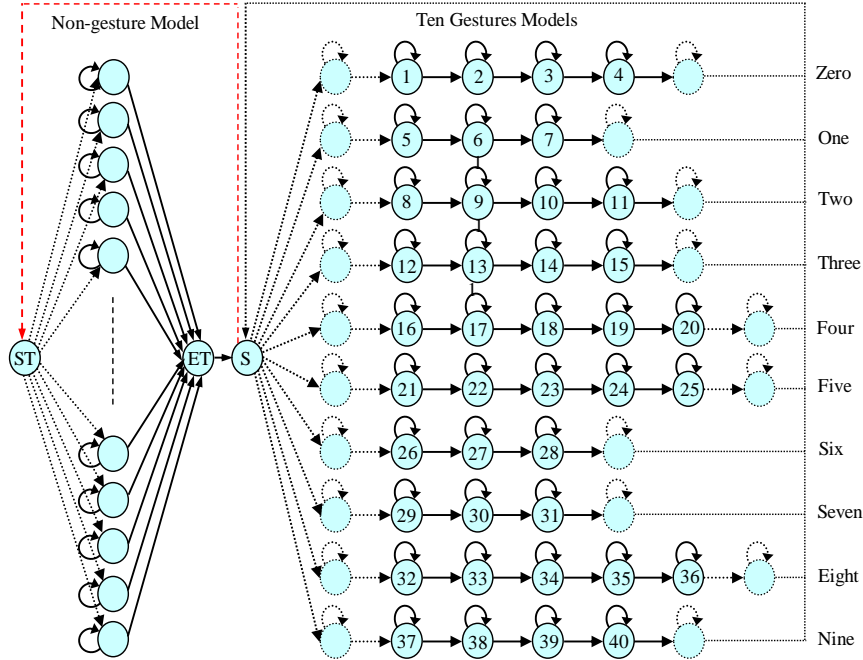 Non-gesture Model
Ten Gestures Models
1 2 3 4 Zero
5 6 7 One
8 9 10 11 Two
12 13 14 15 Three
1
16 17 18 19 20 Four
ST ET S
21 22 23 24 25 Five
26 27 28 Six
29 30 31 Seven
32 33 34 35 36 Eight
37 38 39 40 Nine